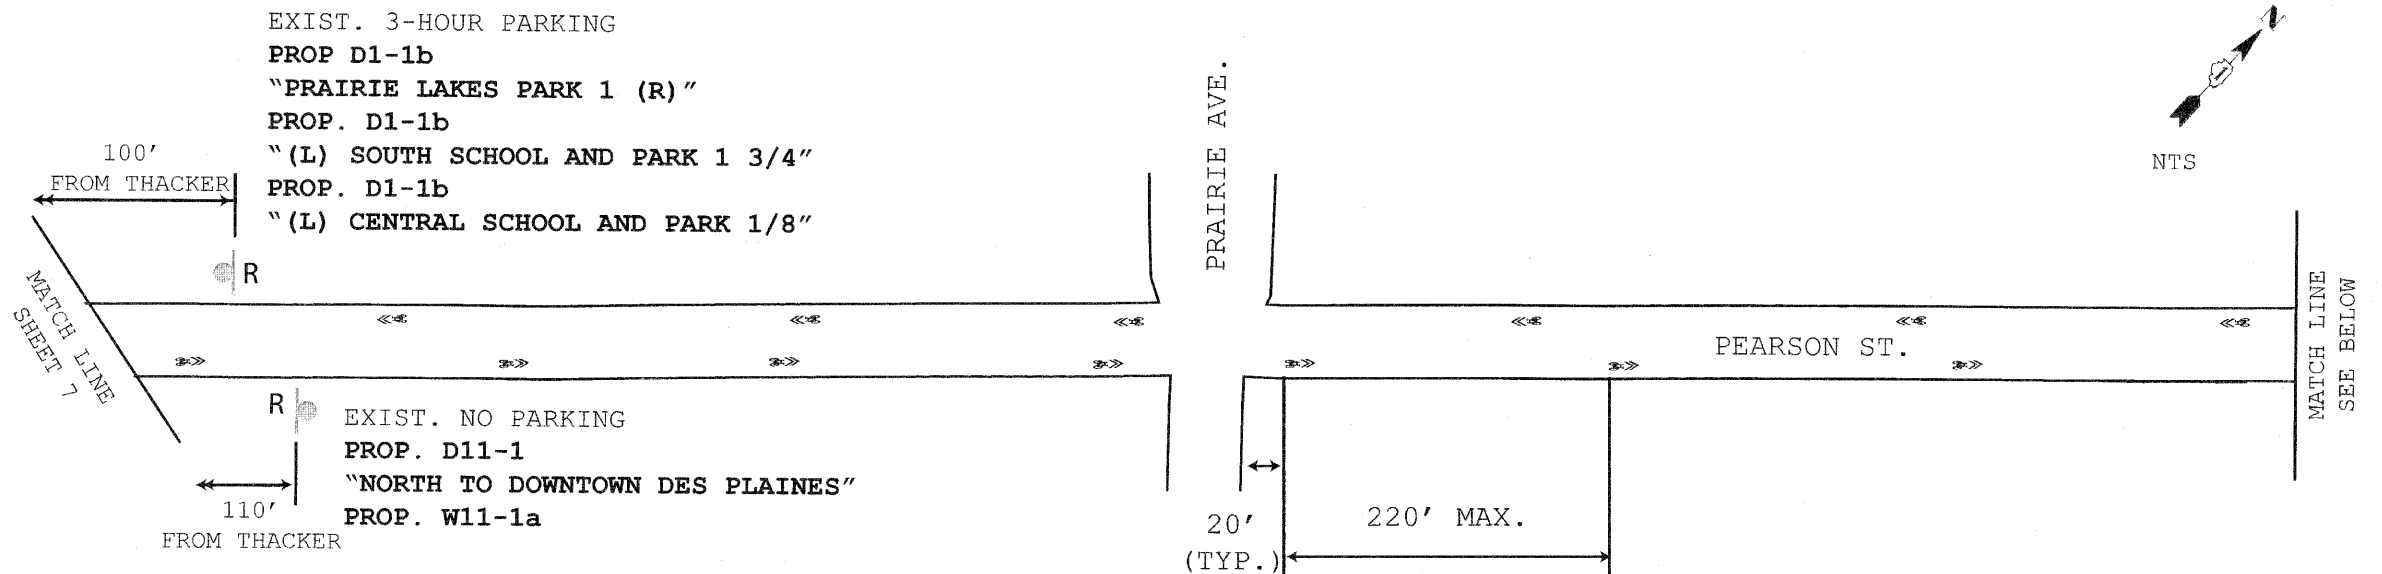 EXIST. 3-HOUR PARKING
PROP D1-1b
“PRAIRIE LAKES PARK 1 (R)”
PROP. D1-1b
“(L) SOUTH SCHOOL AND PARK 1 3/4”
PROP. D1-1b
“(L) CENTRAL SCHOOL AND PARK 1/8”
100’
FROM THACKER
R
MATCH LINE
SHEET 7
PRAIRIE AVE.
N
1
NTS
PEARSON ST.
MATCH LINE
SEE BELOW
R
EXIST. NO PARKING
PROP. D11-1
“NORTH TO DOWNTOWN DES PLAINES”
PROP. W11-1a
110’
FROM THACKER
20’
(TYP.)
220’ MAX.